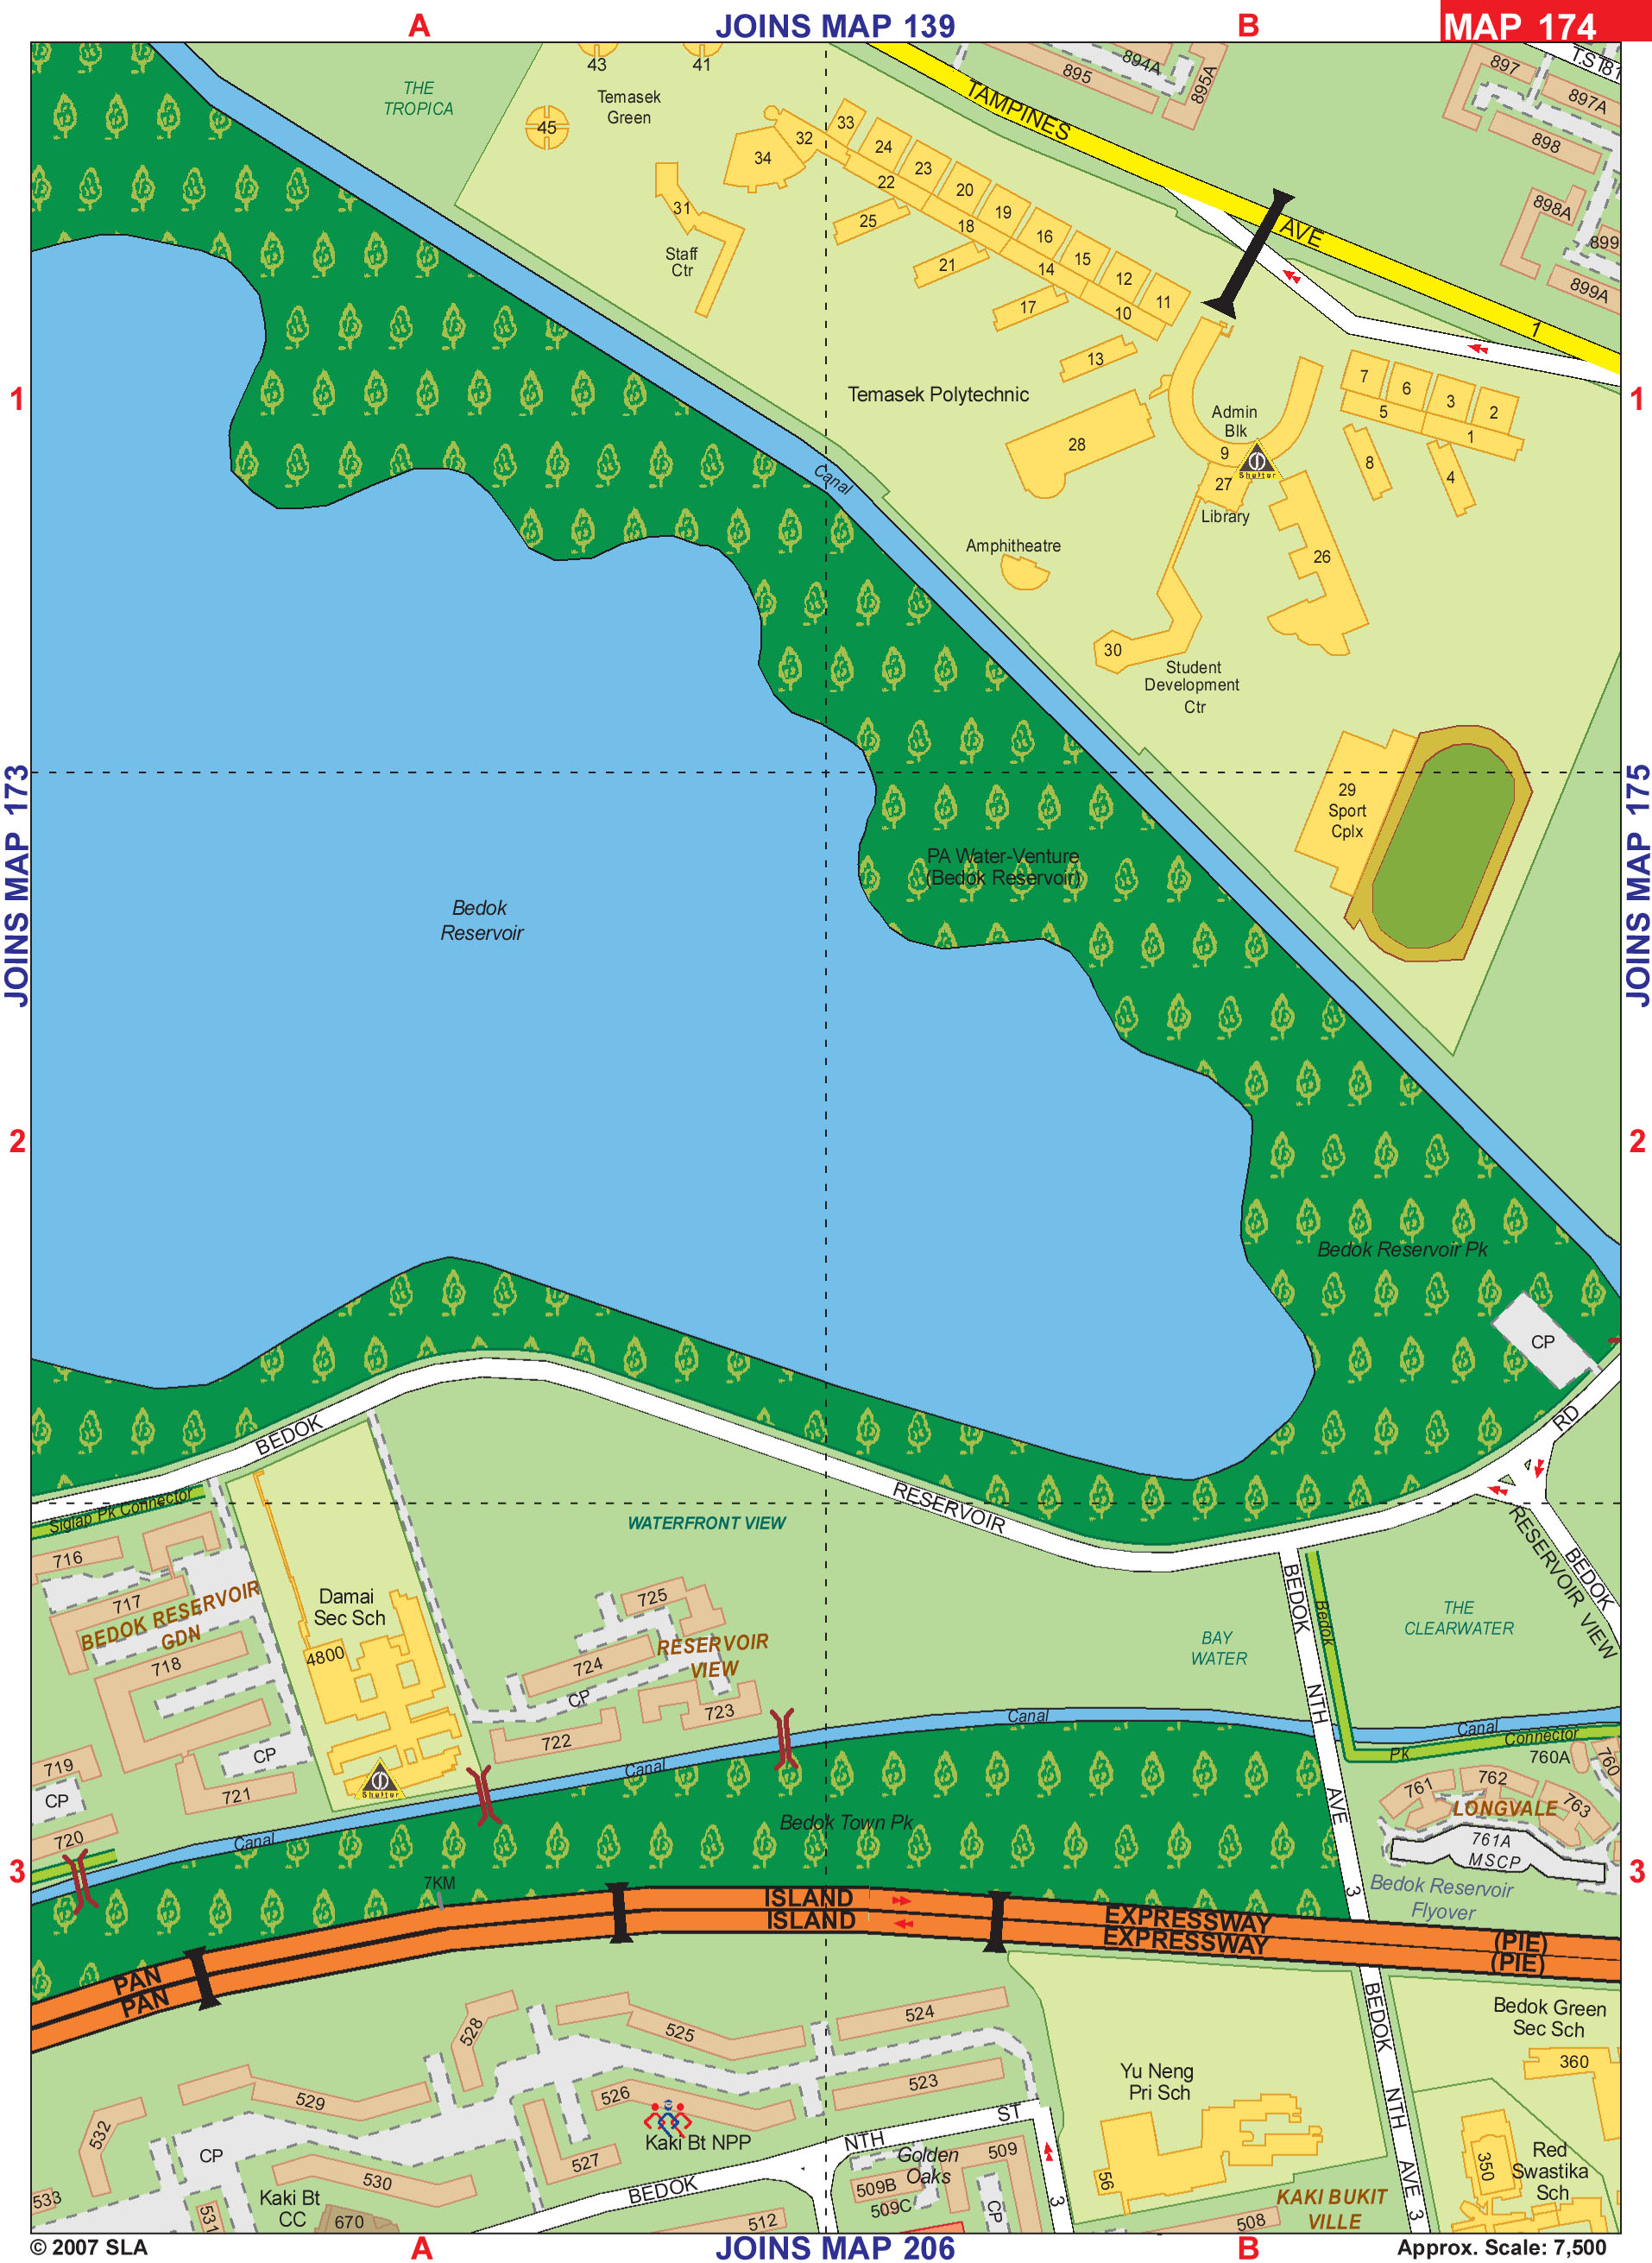 A
JOINS MAP 139
B
MAP 174
THE
TROPICA
43
41
Temasek
Green
45
34
32
33
24
23
22
20
19
18
16
15
14
12
11
10
25
21
17
13
31
Staff
Ctr
TAMPINES
AVE
1
894A
895
895A
897
897A
898
898A
899
899A
1
1
Temasek Polytechnic
28
Admin
Blk
9
Shelter
27
Library
7
6
3
2
5
1
8
4
26
Canal
Amphitheatre
30
Student
Development
Ctr
29
Sport
Cplx
JOINS MAP 173
JOINS MAP 175
PA Water-Venture
(Bedok Reservoir)
Bedok
Reservoir
2
2
Bedok Reservoir Pk
CP
BEDOK
RESERVOIR
RD
Siglap Pk Connector
WATERFRONT VIEW
BEDOK
RESERVOIR VIEW
716
717
BEDOK RESERVOIR
GDN
718
719
720
721
CP
CP
Damai
Sec Sch
4800
Shelter
725
724
RESERVOIR
VIEW
CP
723
722
BAY
WATER
THE
CLEARWATER
BEDOK
NTH
AVE
3
Bedok
Pk
Connector
Canal
Canal
Canal
Canal
760A
760
761
762
763
LONGVALE
761A
MSCP
Bedok Town Pk
3
3
7KM
Bedok Reservoir
Flyover
ISLAND
ISLAND
EXPRESSWAY
EXPRESSWAY
(PIE)
(PIE)
PAN
PAN
528
525
524
529
526
523
532
CP
530
527
533
531
Kaki Bt NPP
Kaki Bt
CC
670
BEDOK
NTH
ST
3
Golden
Oaks
509
509B
509C
CP
512
Yu Neng
Pri Sch
56
508
KAKI BUKIT
VILLE
BEDOK
NTH
AVE 3
Bedok Green
Sec Sch
360
350
Red
Swastika
Sch
© 2007 SLA
A
JOINS MAP 206
B
Approx. Scale: 7,500